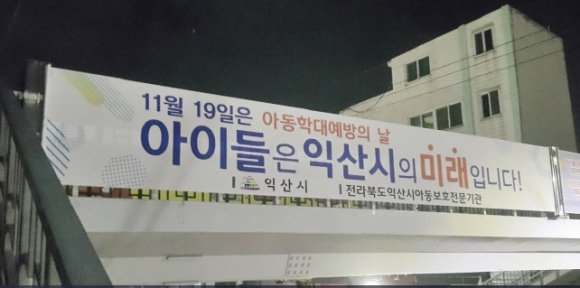 11월 19일은 아동학대예방의 날
아이들은 익산시의 미래입니다!
익산시 전라북도익산시아동보호전문기관